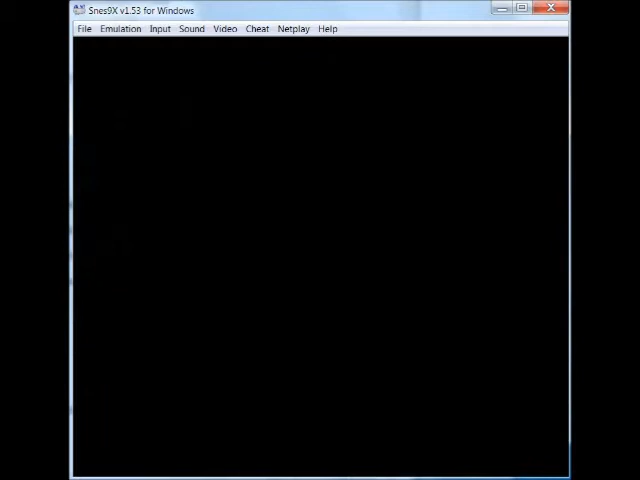 Snes9X v1.53 for Windows
File Emulation Input Sound Video Cheat Netplay Help